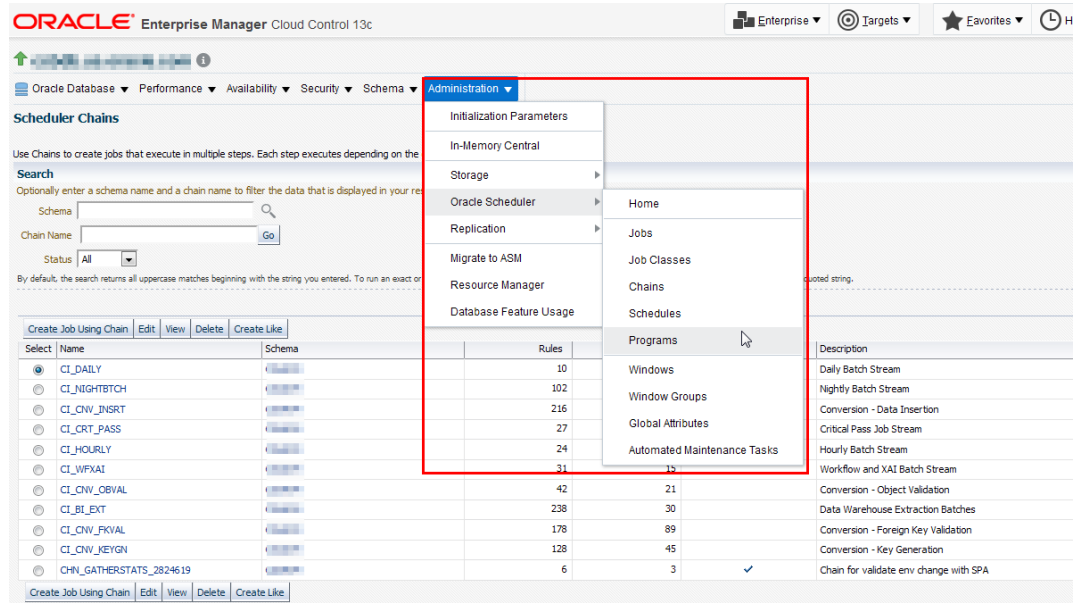 ORACLE Enterprise Manager Cloud Control 13c
Enterprise Targets Favorites H
Oracle Database Performance Availability Security Schema Administration
Scheduler Chains
Use Chains to create jobs that execute in multiple steps. Each step executes depending on the
Search
Optionally enter a schema name and a chain name to filter the data that is displayed in your res
Schema
Chain Name Go
Status All
By default, the search returns all uppercase matches beginning with the string you entered. To run an exact or
quoted string.
Initialization Parameters
In-Memory Central
Storage
Oracle Scheduler
Replication
Migrate to ASM
Resource Manager
Database Feature Usage
Home
Jobs
Job Classes
Chains
Schedules
Programs
Windows
Window Groups
Global Attributes
Automated Maintenance Tasks
Create Job Using Chain Edit View Delete Create Like
Select Name Schema Rules Description
CI_DAILY 10 Daily Batch Stream
CI_NIGHTBTCH 102 Nightly Batch Stream
CI_CNV_INSRT 216 Conversion - Data Insertion
CI_CRT_PASS 27 Critical Pass Job Stream
CI_HOURLY 24 Hourly Batch Stream
CI_WFXAI 31 15 Workflow and XAI Batch Stream
CI_CNV_OBVAL 42 21 Conversion - Object Validation
CI_BI_EXT 238 30 Data Warehouse Extraction Batches
CI_CNV_FKVAL 178 89 Conversion - Foreign Key Validation
CI_CNV_KEYGN 128 45 Conversion - Key Generation
CHN_GATHERSTATS_2824619 6 3 ✓ Chain for validate env change with SPA
Create Job Using Chain Edit View Delete Create Like